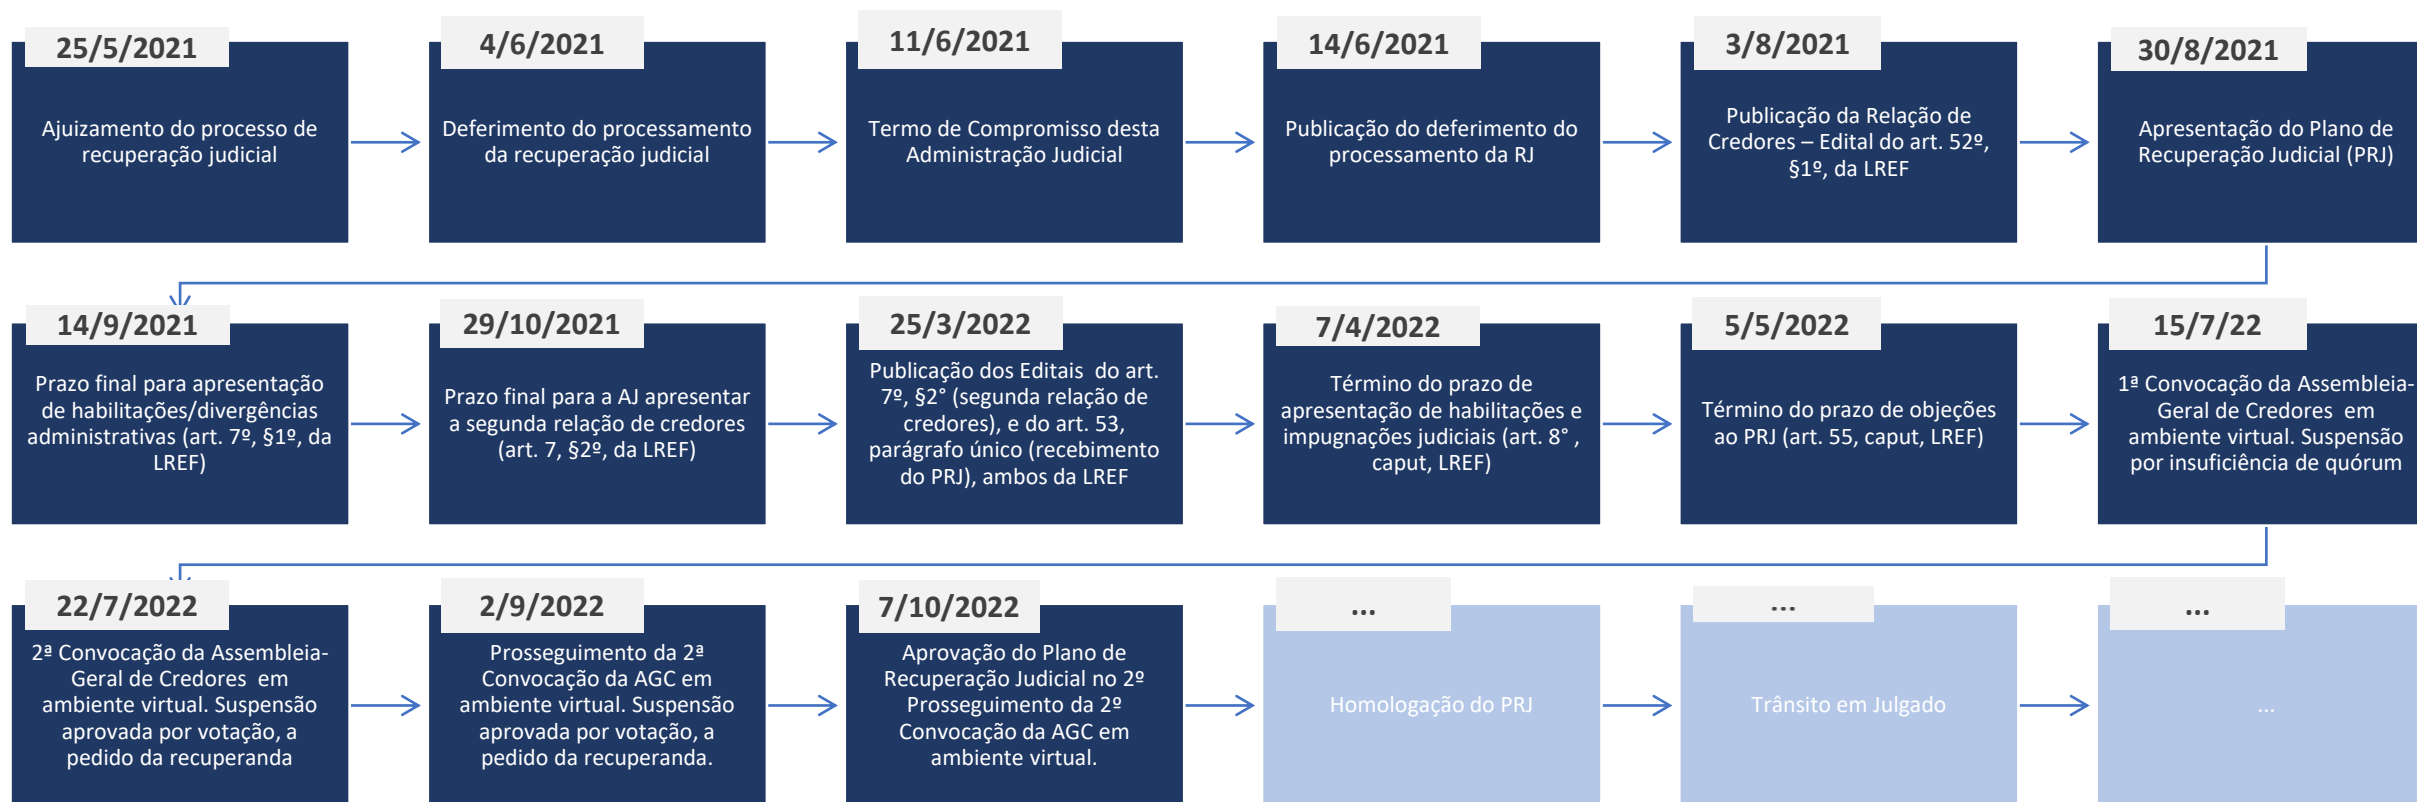 25/5/2021
Ajuizamento do processo de
recuperação judicial
4/6/2021
Deferimento do processamento
da recuperação judicial
11/6/2021
Termo de Compromisso desta
Administração Judicial
14/6/2021
Publicação do deferimento do
processamento da RJ
3/8/2021
Publicação da Relação de
Credores – Edital do art. 52º,
§1º, da LREF
30/8/2021
Apresentação do Plano de
Recuperação Judicial (PRJ)
14/9/2021
Prazo final para apresentação
de habilitações/divergências
administrativas (art. 7º, §1º, da
LREF)
29/10/2021
Prazo final para a AJ apresentar
a segunda relação de credores
(art. 7, §2º, da LREF)
25/3/2022
Publicação dos Editais  do art.
7º, §2° (segunda relação de
credores), e do art. 53,
parágrafo único (recebimento
do PRJ), ambos da LREF
7/4/2022
Término do prazo de
apresentação de habilitações e
impugnações judiciais (art. 8° ,
caput, LREF)
5/5/2022
Término do prazo de objeções
ao PRJ (art. 55, caput, LREF)
15/7/22
1ª Convocação da Assembleia-
Geral de Credores  em
ambiente virtual. Suspensão
por insuficiência de quórum
22/7/2022
2ª Convocação da Assembleia-
Geral de Credores  em
ambiente virtual. Suspensão
aprovada por votação, a
pedido da recuperanda
2/9/2022
Prosseguimento da 2ª
Convocação da AGC em
ambiente virtual. Suspensão
aprovada por votação, a
pedido da recuperanda.
7/10/2022
Aprovação do Plano de
Recuperação Judicial no 2º
Prosseguimento da 2º
Convocação da AGC em
ambiente virtual.
...
Homologação do PRJ
...
Trânsito em Julgado
...
...